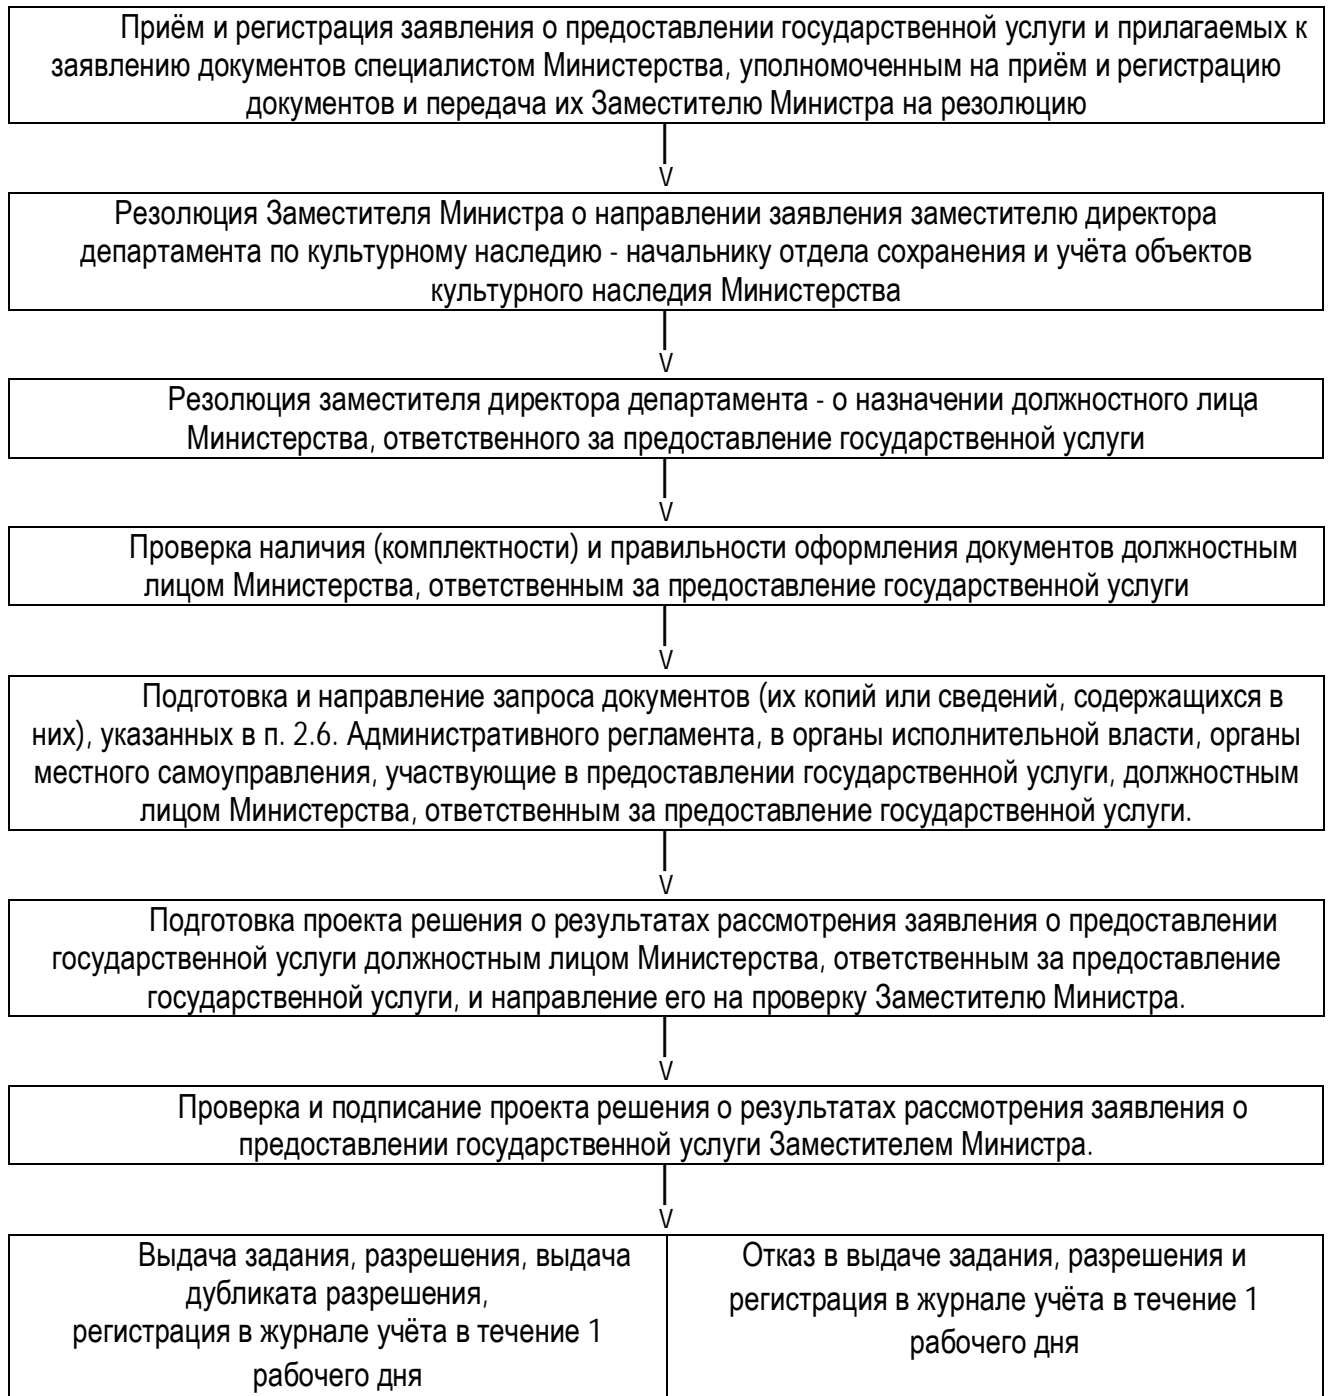 Приём и регистрация заявления о предоставлении государственной услуги и прилагаемых к
заявлению документов специалистом Министерства, уполномоченным на приём и регистрацию
документов и передача их Заместителю Министра на резолюцию
V
Резолюция Заместителя Министра о направлении заявления заместителю директора
департамента по культурному наследию - начальнику отдела сохранения и учёта объектов
культурного наследия Министерства
V
Резолюция заместителя директора департамента - о назначении должностного лица
Министерства, ответственного за предоставление государственной услуги
V
Проверка наличия (комплектности) и правильности оформления документов должностным
лицом Министерства, ответственным за предоставление государственной услуги
V
Подготовка и направление запроса документов (их копий или сведений, содержащихся в
них), указанных в п. 2.6. Административного регламента, в органы исполнительной власти, органы
местного самоуправления, участвующие в предоставлении государственной услуги, должностным
лицом Министерства, ответственным за предоставление государственной услуги.
V
Подготовка проекта решения о результатах рассмотрения заявления о предоставлении
государственной услуги должностным лицом Министерства, ответственным за предоставление
государственной услуги, и направление его на проверку Заместителю Министра.
V
Проверка и подписание проекта решения о результатах рассмотрения заявления о
предоставлении государственной услуги Заместителем Министра.
V
Выдача задания, разрешения, выдача
дубликата разрешения,
регистрация в журнале учёта в течение 1
рабочего дня
Отказ в выдаче задания, разрешения и
регистрация в журнале учёта в течение 1
рабочего дня